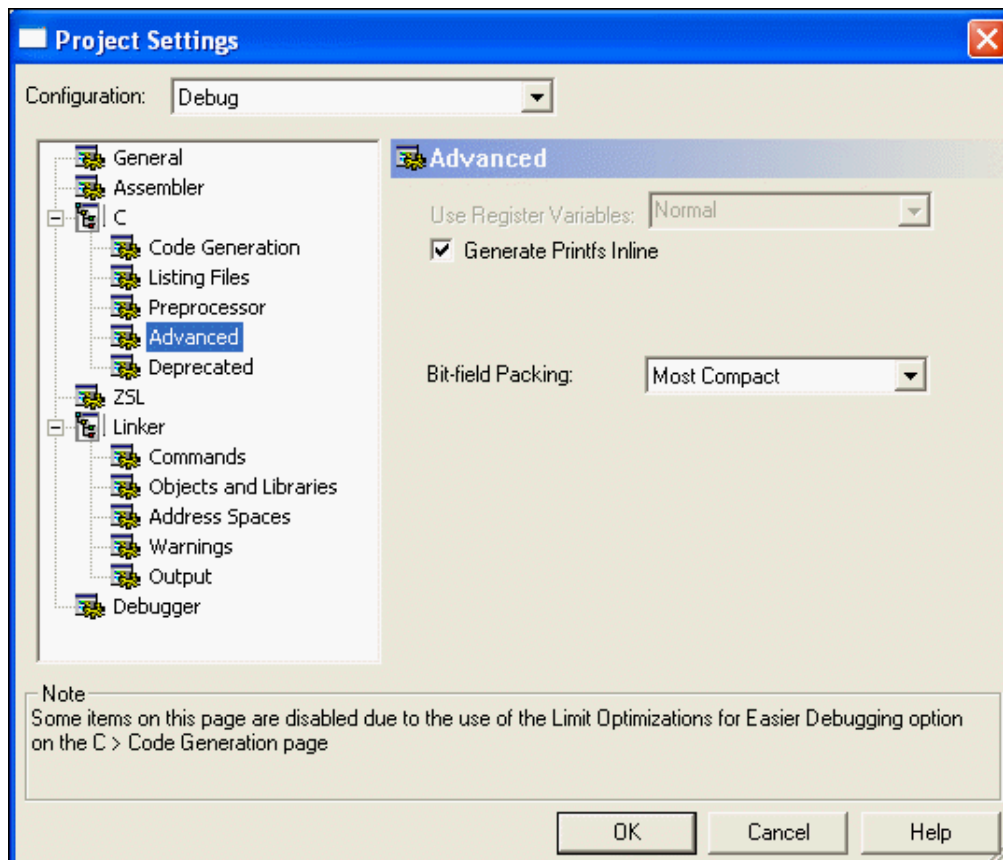 Project Settings
Configuration: Debug
General
Assembler
C
Code Generation
Listing Files
Preprocessor
Advanced
Deprecated
ZSL
Linker
Commands
Objects and Libraries
Address Spaces
Warnings
Output
Debugger
Advanced
Use Register Variables: Normal
Generate Printfs Inline
Bit-field Packing: Most Compact
Note
Some items on this page are disabled due to the use of the Limit Optimizations for Easier Debugging option
on the C > Code Generation page
OK Cancel Help